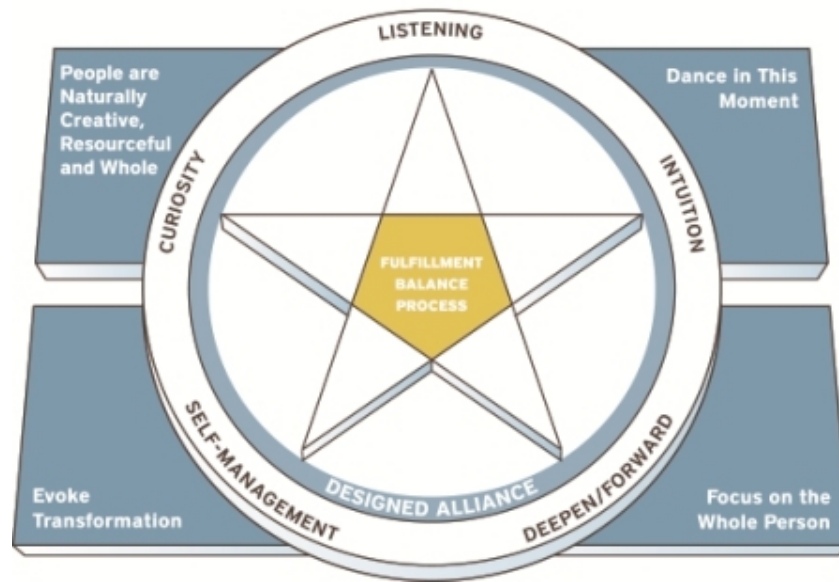 LISTENING
People are
Naturally
Creative,
Resourceful
and Whole
Dance in This
Moment
CURIOSITY
INTUITION
FULFILLMENT
BALANCE
PROCESS
SELF-MANAGEMENT
DEEPEN/FORWARD
DESIGNED ALLIANCE
Evoke
Transformation
Focus on the
Whole Person